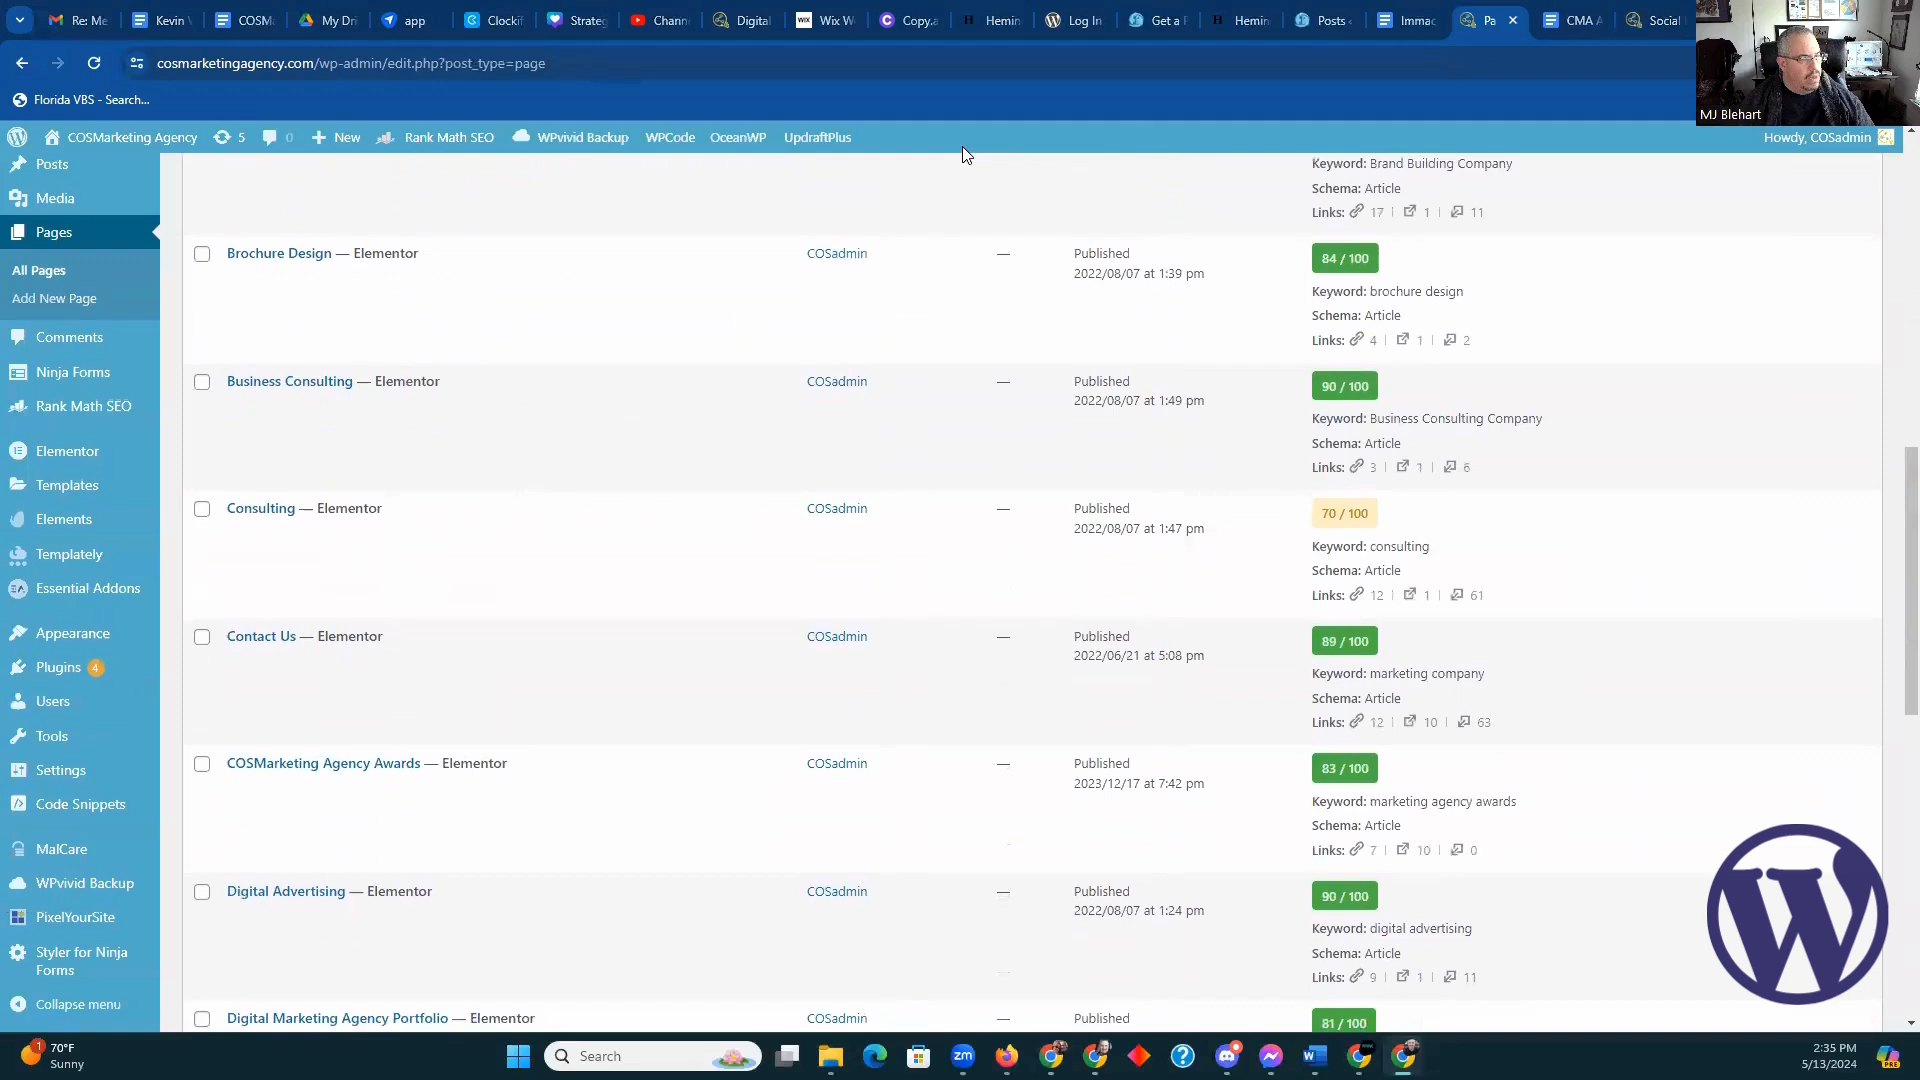 Re: Me
Kevin
COSM
My Dri
app
Clockif
Strateg
Chann
Digital
WIX
Wix W
Copy.a
Hemin
Log In
Get a F
Hemin
Posts
Immac
Pa
CMA A
Social
cosmarketingagency.com/wp-admin/edit.php?post_type=page
Florida VBS - Search...
MJ Blehart
COSMarketing Agency
5
0
New
Rank Math SEO
WPvivid Backup
WPCode
OceanWP
UpdraftPlus
Howdy, COSadmin
Posts
Media
Pages
All Pages
Add New Page
Comments
Ninja Forms
Rank Math SEO
Elementor
Templates
Elements
Templately
Essential Addons
Appearance
Plugins 4
Users
Tools
Settings
Code Snippets
MalCare
WPvivid Backup
PixelYourSite
Styler for Ninja
Forms
Collapse menu
Keyword: Brand Building Company
Schema: Article
Links: 17 | 1 | 11
Brochure Design — Elementor
COSadmin
—
Published
2022/08/07 at 1:39 pm
84 / 100
Keyword: brochure design
Schema: Article
Links: 4 | 1 | 2
Business Consulting — Elementor
COSadmin
—
Published
2022/08/07 at 1:49 pm
90 / 100
Keyword: Business Consulting Company
Schema: Article
Links: 3 | 1 | 6
Consulting — Elementor
COSadmin
—
Published
2022/08/07 at 1:47 pm
70 / 100
Keyword: consulting
Schema: Article
Links: 12 | 1 | 61
Contact Us — Elementor
COSadmin
—
Published
2022/06/21 at 5:08 pm
89 / 100
Keyword: marketing company
Schema: Article
Links: 12 | 10 | 63
COSMarketing Agency Awards — Elementor
COSadmin
—
Published
2023/12/17 at 7:42 pm
83 / 100
Keyword: marketing agency awards
Schema: Article
Links: 7 | 10 | 0
Digital Advertising — Elementor
COSadmin
—
Published
2022/08/07 at 1:24 pm
90 / 100
Keyword: digital advertising
Schema: Article
Links: 9 | 1 | 11
Digital Marketing Agency Portfolio — Elementor
COSadmin
—
Published
81 / 100
1
70°F
Sunny
Search
zm
2:35 PM
5/13/2024